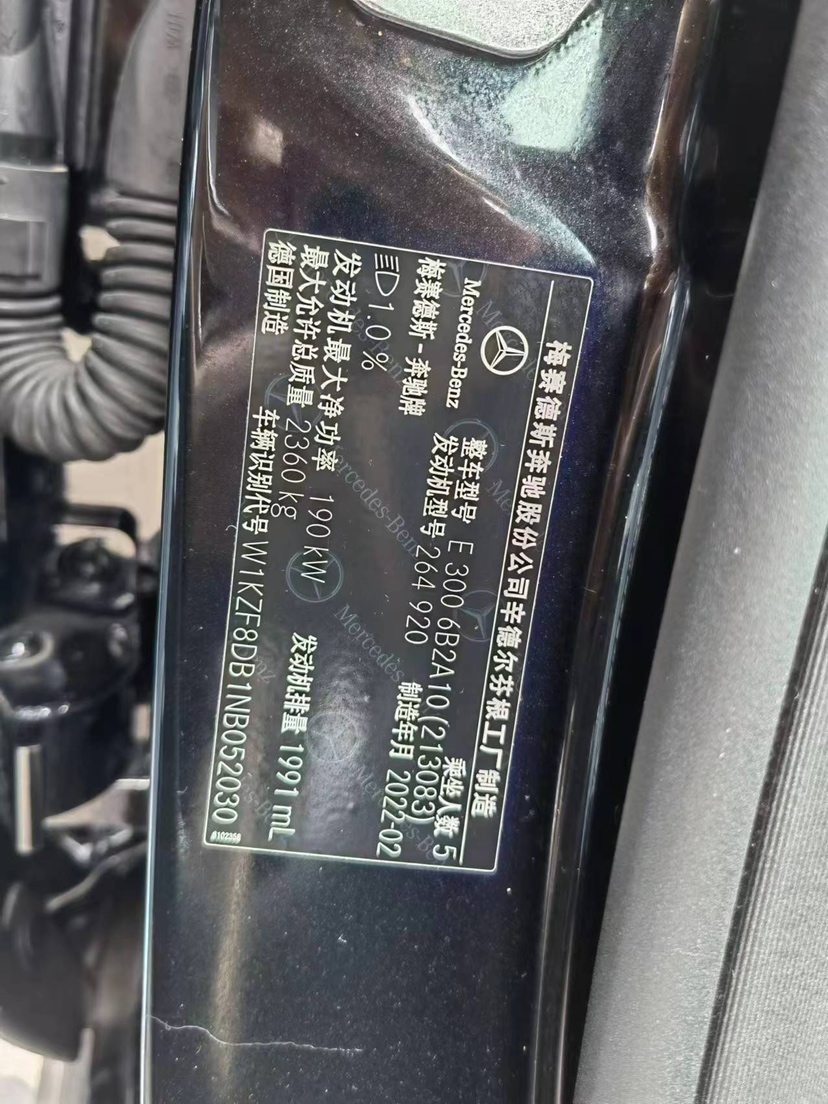 梅赛德斯奔驰股份公司辛德尔芬根工厂制造
Mercedes-Benz
整车型号 E 300 6B2A10(213083)
乘坐人数 5
梅赛德斯-奔驰牌
发动机型号 264 920
制造年月 2022-02
1.0 %
发动机最大净功率 190 kW
发动机排量 1991 mL
最大允许总质量 2360 kg
德国制造
车辆识别代号 W1KZF8DB1NB052030